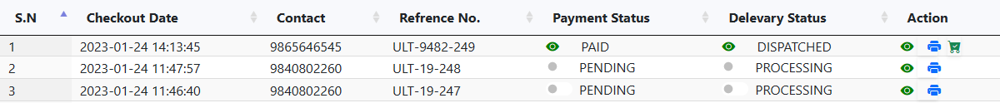 S.N Checkout Date Contact Refrence No. Payment Status Delevary Status Action
1 2023-01-24 14:13:45 9865646545 ULT-9482-249 PAID DISPATCHED
2 2023-01-24 11:47:57 9840802260 ULT-19-248 PENDING PROCESSING
3 2023-01-24 11:46:40 9840802260 ULT-19-247 PENDING PROCESSING